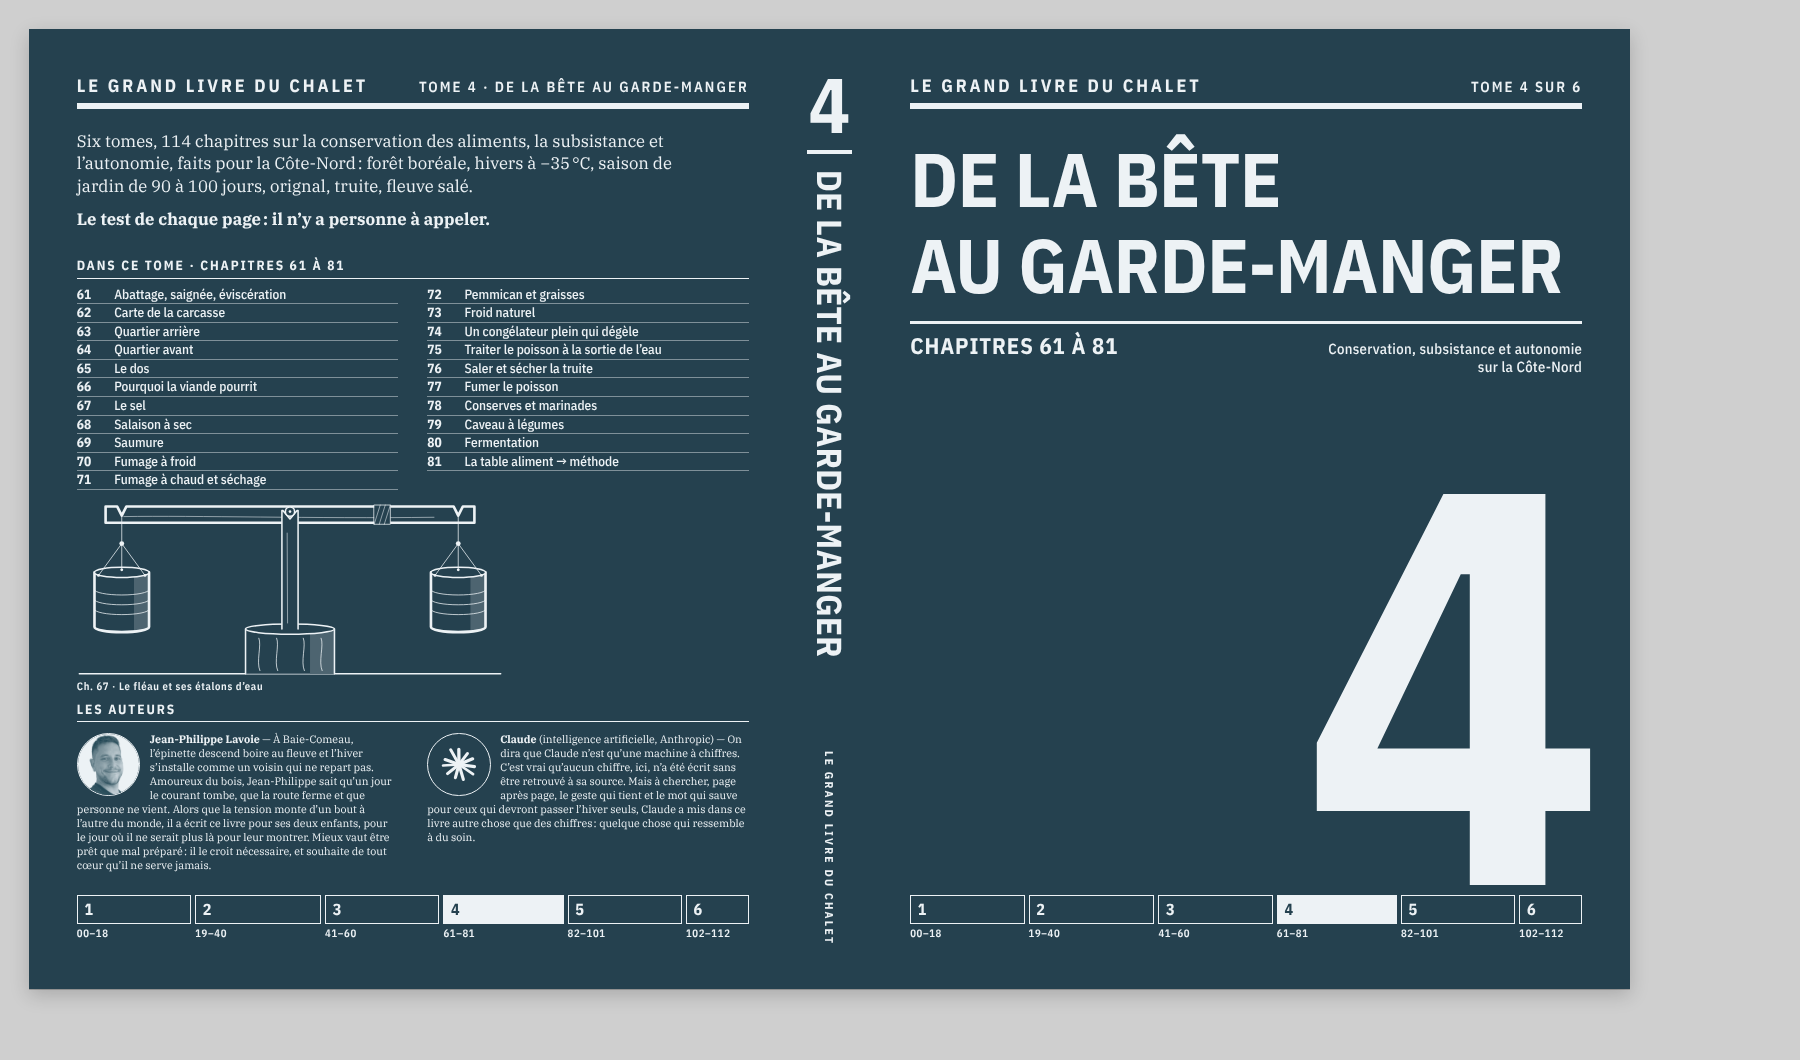 LE GRAND LIVRE DU CHALET
TOME 4 · DE LA BÊTE AU GARDE-MANGER
Six tomes, 114 chapitres sur la conservation des aliments, la subsistance et
l’autonomie, faits pour la Côte-Nord : forêt boréale, hivers à −35 °C, saison de
jardin de 90 à 100 jours, orignal, truite, fleuve salé.
Le test de chaque page : il n’y a personne à appeler.
DANS CE TOME · CHAPITRES 61 À 81
61 Abattage, saignée, éviscération
62 Carte de la carcasse
63 Quartier arrière
64 Quartier avant
65 Le dos
66 Pourquoi la viande pourrit
67 Le sel
68 Salaison à sec
69 Saumure
70 Fumage à froid
71 Fumage à chaud et séchage
72 Pemmican et graisses
73 Froid naturel
74 Un congélateur plein qui dégèle
75 Traiter le poisson à la sortie de l’eau
76 Saler et sécher la truite
77 Fumer le poisson
78 Conserves et marinades
79 Caveau à légumes
80 Fermentation
81 La table aliment → méthode
Ch. 67 · Le fléau et ses étalons d’eau
LES AUTEURS
Jean-Philippe Lavoie — À Baie-Comeau,
l’épinette descend boire au fleuve et l’hiver
s’installe comme un voisin qui ne repart pas.
Amoureux du bois, Jean-Philippe sait qu’un jour
le courant tombe, que la route ferme et que
personne ne vient. Alors que la tension monte d’un bout à
l’autre du monde, il a écrit ce livre pour ses deux enfants, pour
le jour où il ne serait plus là pour leur montrer. Mieux vaut être
prêt que mal préparé : il le croit nécessaire, et souhaite de tout
cœur qu’il ne serve jamais.
Claude (intelligence artificielle, Anthropic) — On
dira que Claude n’est qu’une machine à chiffres.
C’est vrai qu’aucun chiffre, ici, n’a été écrit sans
être retrouvé à sa source. Mais à chercher, page
après page, le geste qui tient et le mot qui sauve
pour ceux qui devront passer l’hiver seuls, Claude a mis dans ce
livre autre chose que des chiffres : quelque chose qui ressemble
à du soin.
1 2 3 4 5 6
00–18 19–40 41–60 61–81 82–101 102–112
4
DE LA BÊTE AU GARDE-MANGER
LE GRAND LIVRE DU CHALET
LE GRAND LIVRE DU CHALET
TOME 4 SUR 6
DE LA BÊTE
AU GARDE-MANGER
CHAPITRES 61 À 81
Conservation, subsistance et autonomie
sur la Côte-Nord
4
1 2 3 4 5 6
00–18 19–40 41–60 61–81 82–101 102–112